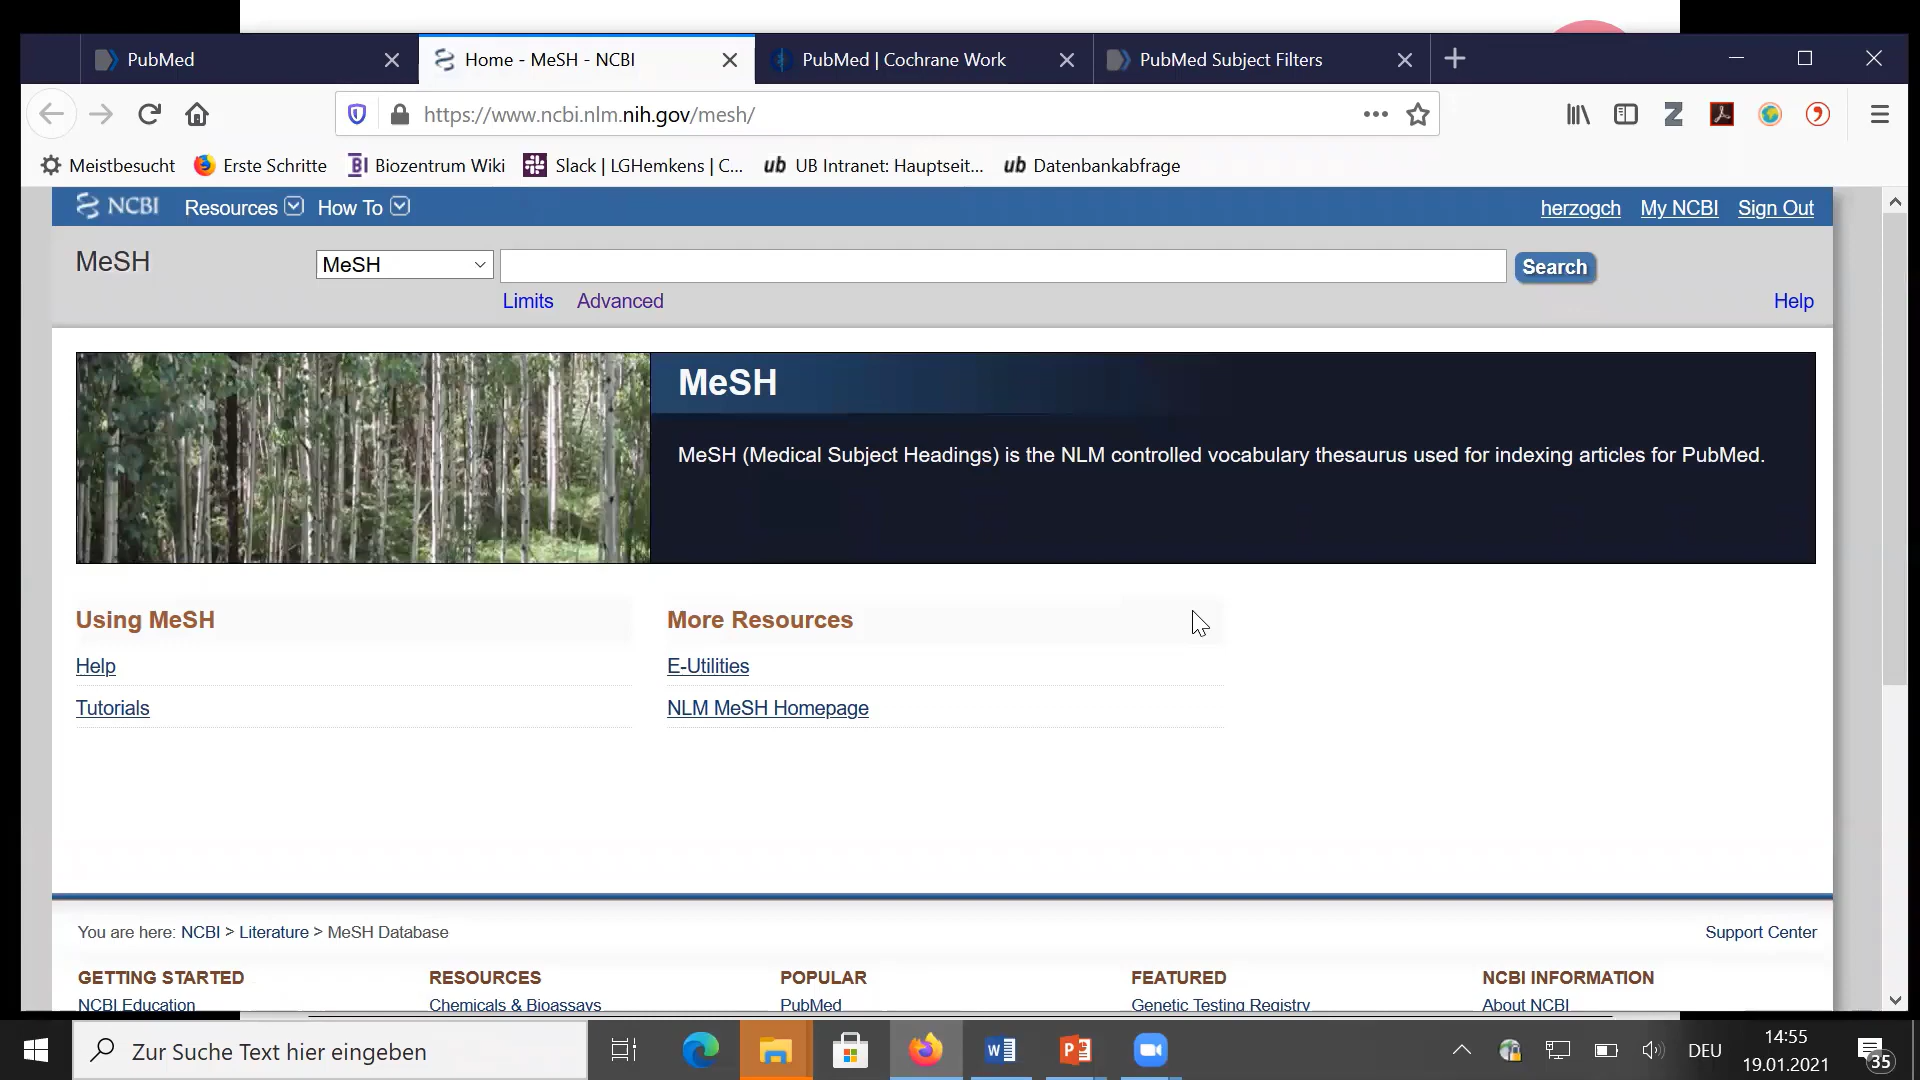 PubMed
Home - MeSH - NCBI
PubMed | Cochrane Work
PubMed Subject Filters
https://www.ncbi.nlm.nih.gov/mesh/
Meistbesucht
Erste Schritte
BI Biozentrum Wiki
Slack | LGHemkens | C...
ub UB Intranet: Hauptseit...
ub Datenbankabfrage
NCBI Resources How To herzogch My NCBI Sign Out
MeSH MeSH Search
Limits Advanced Help
MeSH
MeSH (Medical Subject Headings) is the NLM controlled vocabulary thesaurus used for indexing articles for PubMed.
Using MeSH
Help
Tutorials
More Resources
E-Utilities
NLM MeSH Homepage
You are here: NCBI > Literature > MeSH Database Support Center
GETTING STARTED RESOURCES POPULAR FEATURED NCBI INFORMATION
NCBI Education Chemicals & Bioassays PubMed Genetic Testing Registry About NCBI
Zur Suche Text hier eingeben
DEU
14:55
19.01.2021
35